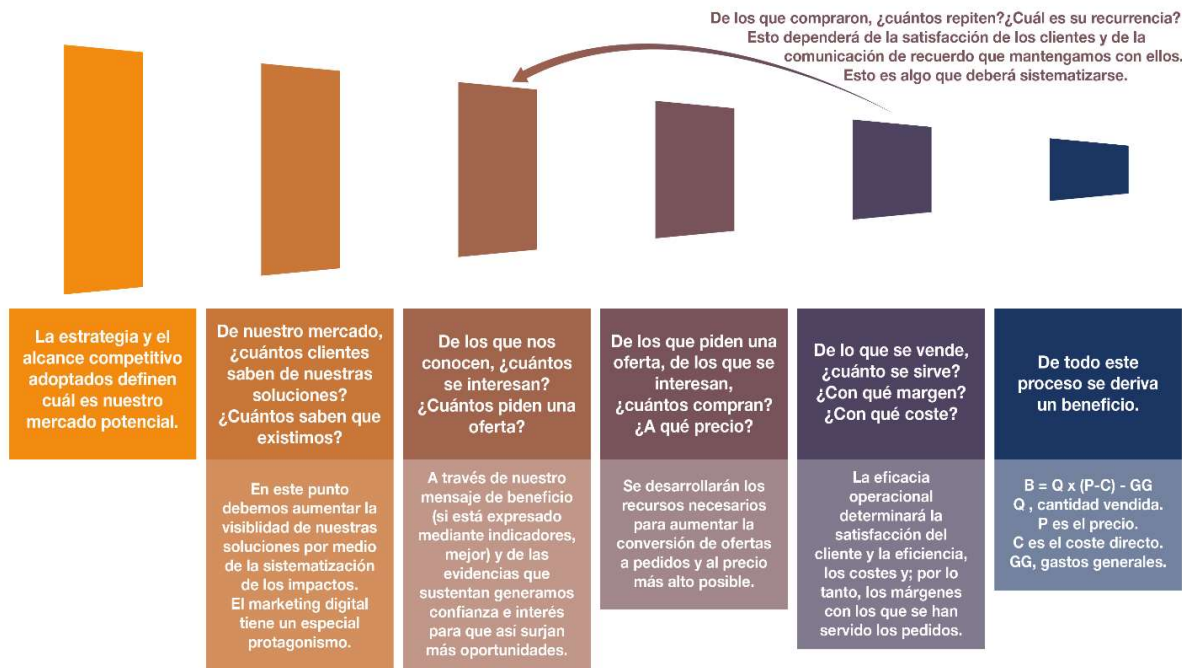 De los que compraron, ¿cuántos repiten?¿Cuál es su recurrencia?
Esto dependerá de la satisfacción de los clientes y de la
comunicación de recuerdo que mantengamos con ellos.
Esto es algo que deberá sistematizarse.
La estrategia y el
alcance competitivo
adoptados definen
cuál es nuestro
mercado potencial.
De nuestro mercado,
¿cuántos clientes
saben de nuestras
soluciones?
¿Cuántos saben que
existimos?
En este punto
debemos aumentar la
visiblidad de nuestras
soluciones por medio
de la sistematización
de los impactos.
El marketing digital
tiene un especial
protagonismo.
De los que nos
conocen, ¿cuántos
se interesan?
¿Cuántos piden una
oferta?
A través de nuestro
mensaje de beneficio
(si está expresado
mediante indicadores,
mejor) y de las
evidencias que
sustentan generamos
confianza e interés
para que así surjan
más oportunidades.
De los que piden una
oferta, de los que se
interesan,
¿cuántos compran?
¿A qué precio?
Se desarrollarán los
recursos necesarios
para aumentar la
conversión de ofertas
a pedidos y al precio
más alto posible.
De lo que se vende,
¿cuánto se sirve?
¿Con qué margen?
¿Con qué coste?
La eficacia
operacional
determinará la
satisfacción del
cliente y la eficiencia,
los costes y; por lo
tanto, los márgenes
con los que se han
servido los pedidos.
De todo este
proceso se deriva
un beneficio.
B = Q x (P-C) - GG
Q , cantidad vendida.
P es el precio.
C es el coste directo.
GG, gastos generales.